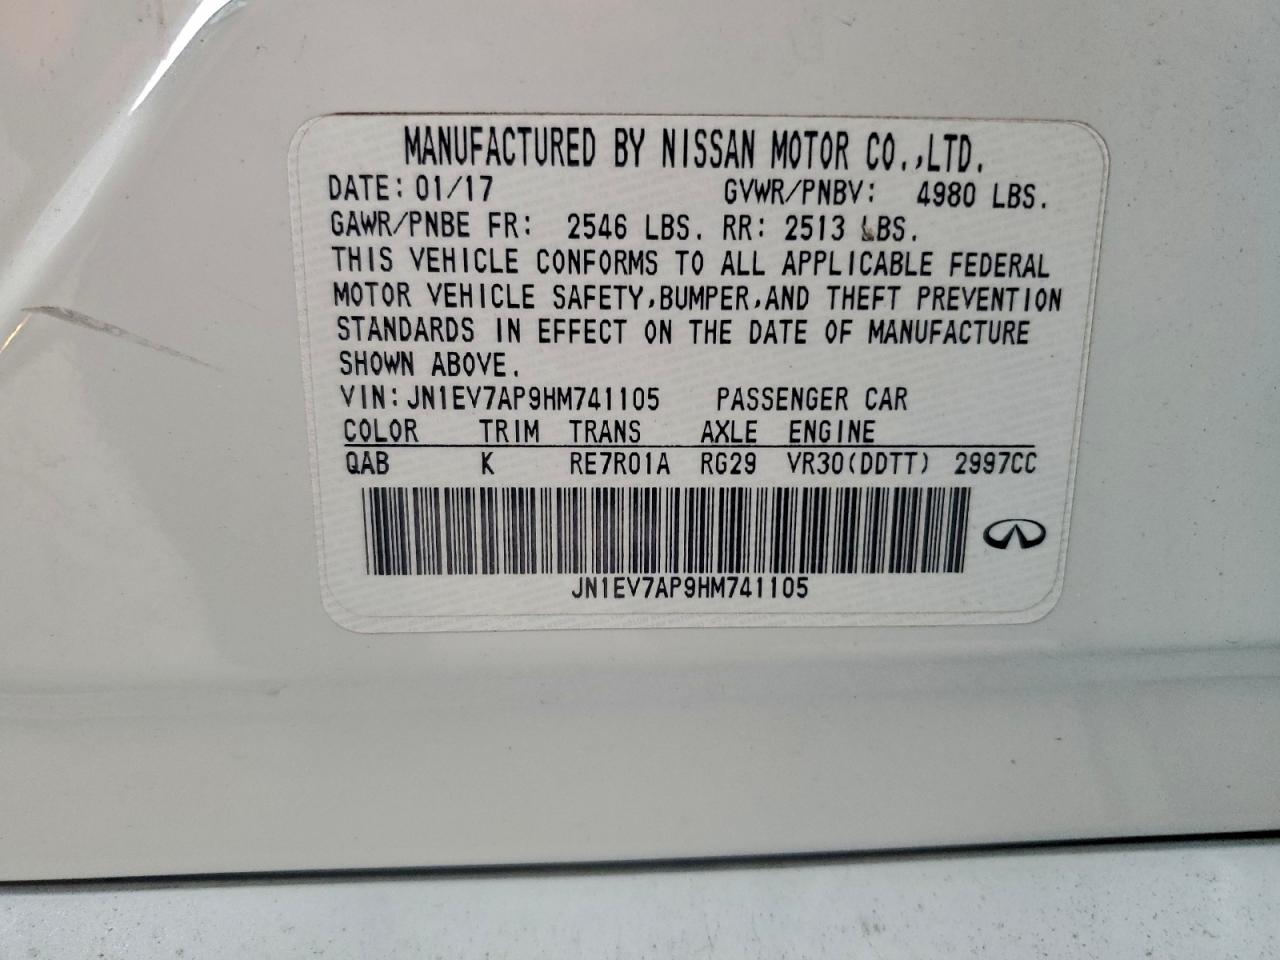 MANUFACTURED BY NISSAN MOTOR CO.,LTD.
DATE: 01/17 GVWR/PNBV: 4980 LBS.
GAWR/PNBE FR: 2546 LBS. RR: 2513 LBS.
THIS VEHICLE CONFORMS TO ALL APPLICABLE FEDERAL
MOTOR VEHICLE SAFETY,BUMPER,AND THEFT PREVENTION
STANDARDS IN EFFECT ON THE DATE OF MANUFACTURE
SHOWN ABOVE.
VIN: JN1EV7AP9HM741105 PASSENGER CAR
COLOR TRIM TRANS AXLE ENGINE
QAB K RE7R01A RG29 VR30(DDTT) 2997CC
JN1EV7AP9HM741105